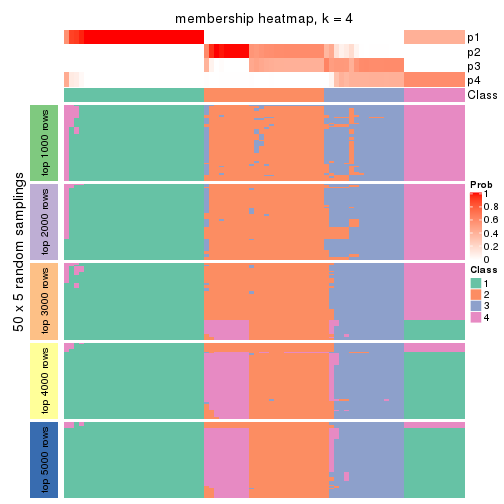 membership heatmap, k = 4
p1
p2
p3
p4
Class
50 x 5 random samplings
top 1000 rows
top 2000 rows
top 3000 rows
top 4000 rows
top 5000 rows
Prob
1
0.8
0.6
0.4
0.2
0
Class
1
2
3
4